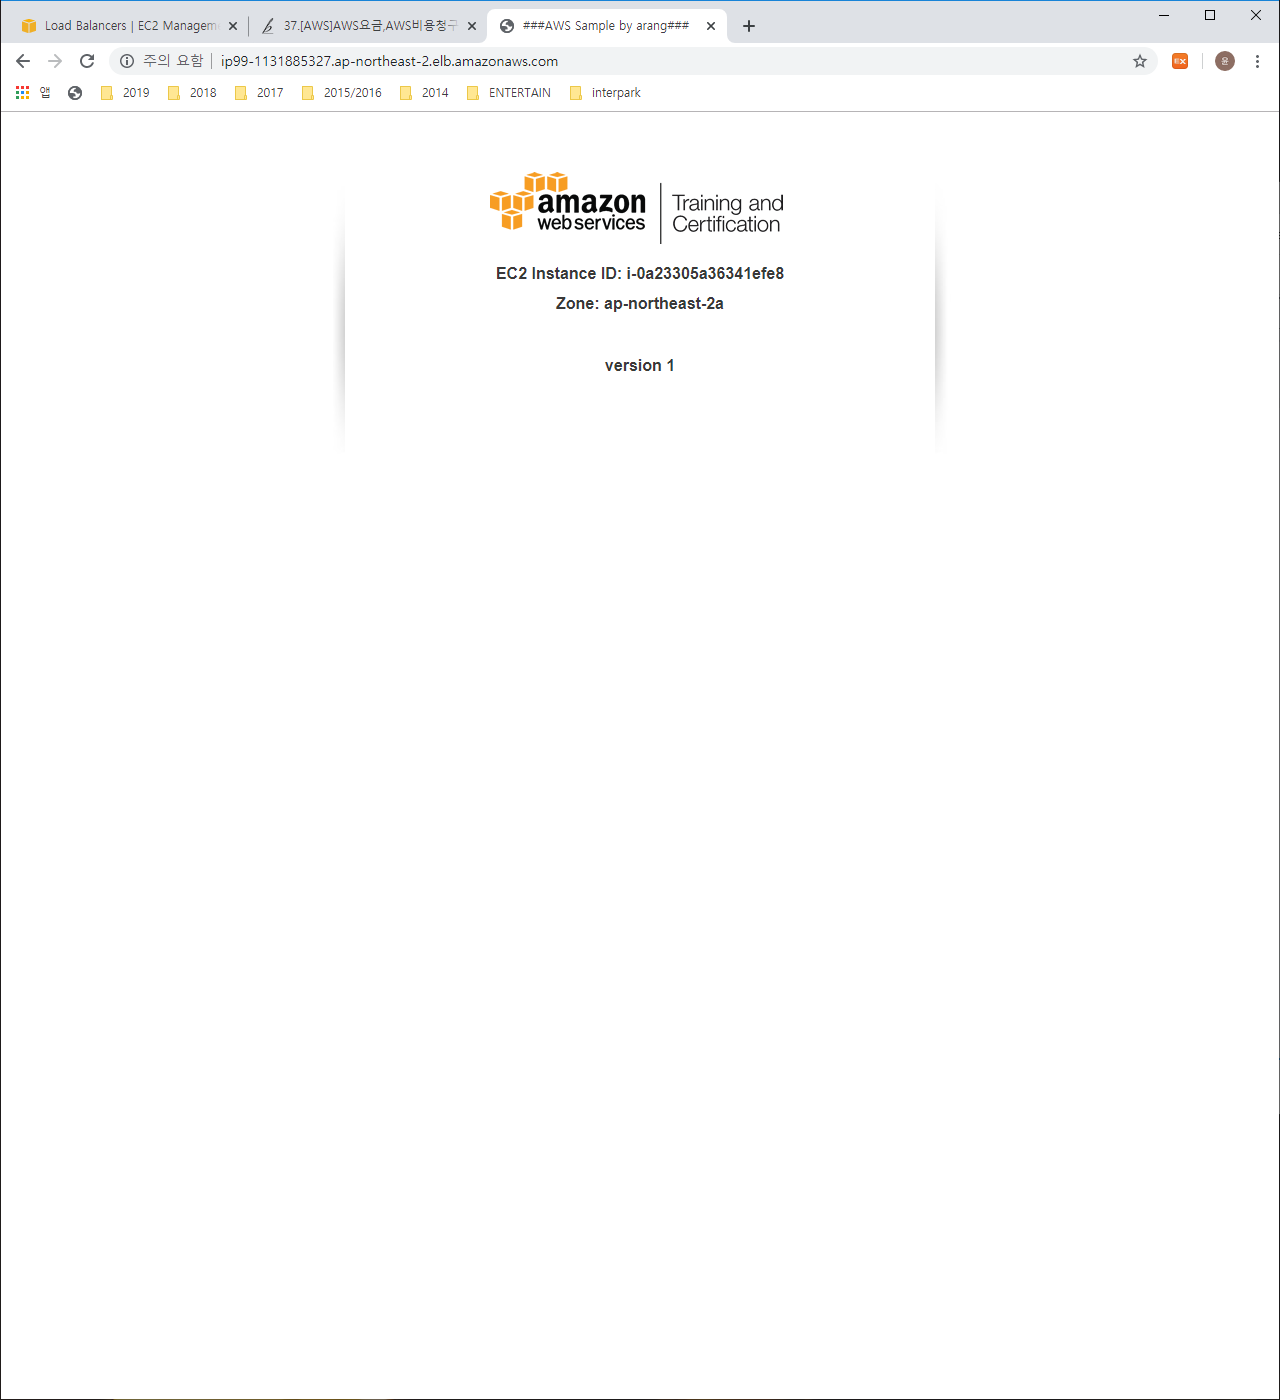 Load Balancers | EC2 Managem
37.[AWS]AWS요금,AWS비용청구
###AWS Sample by arang###
주의 요함 | ip99-1131885327.ap-northeast-2.elb.amazonaws.com
윤
앱 2019 2018 2017 2015/2016 2014 ENTERTAIN interpark
amazon
web services
Training and
Certification
EC2 Instance ID: i-0a23305a36341efe8
Zone: ap-northeast-2a
version 1